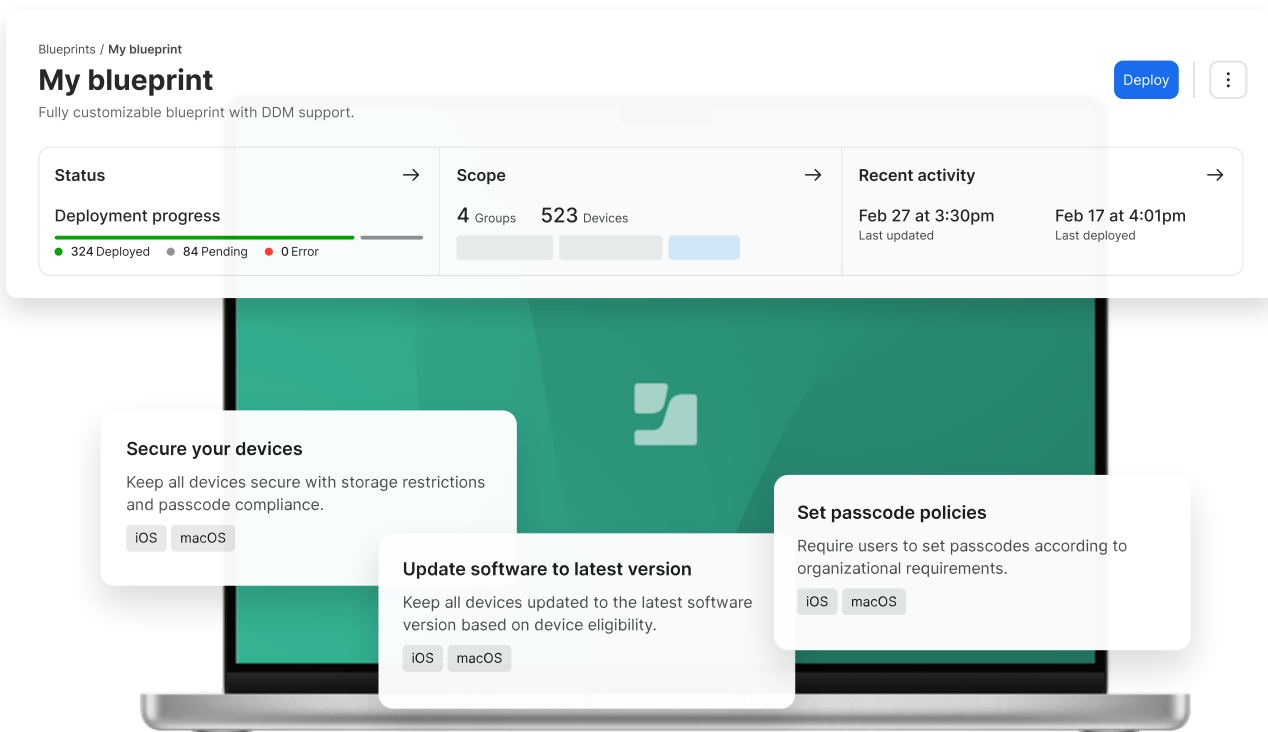 Blueprints / My blueprint
My blueprint
Deploy
Fully customizable blueprint with DDM support.
Status
Deployment progress
324 Deployed 84 Pending 0 Error
Scope
4 Groups 523 Devices
Recent activity
Feb 27 at 3:30pm Feb 17 at 4:01pm
Last updated Last deployed
Secure your devices
Keep all devices secure with storage restrictions
and passcode compliance.
iOS macOS
Update software to latest version
Keep all devices updated to the latest software
version based on device eligibility.
iOS macOS
Set passcode policies
Require users to set passcodes according to
organizational requirements.
iOS macOS